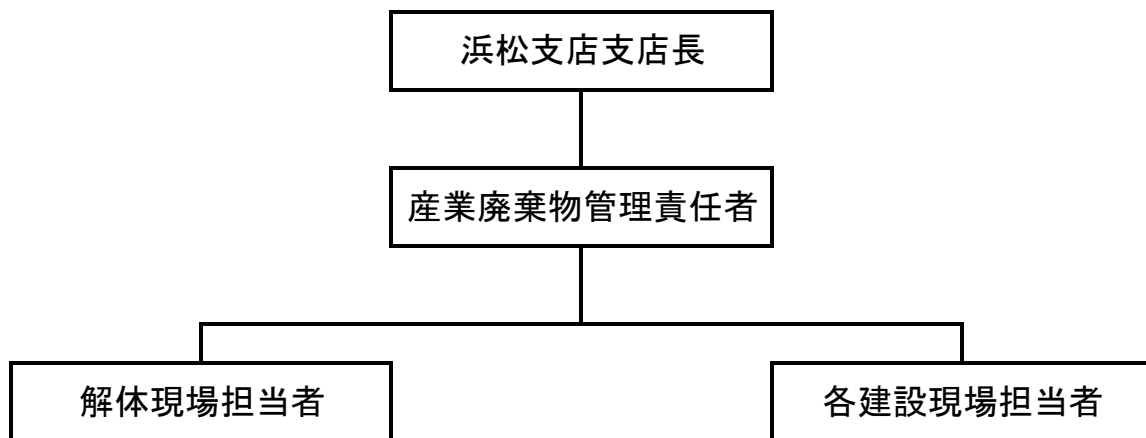 浜松支店支店長
産業廃棄物管理責任者
解体現場担当者
各建設現場担当者